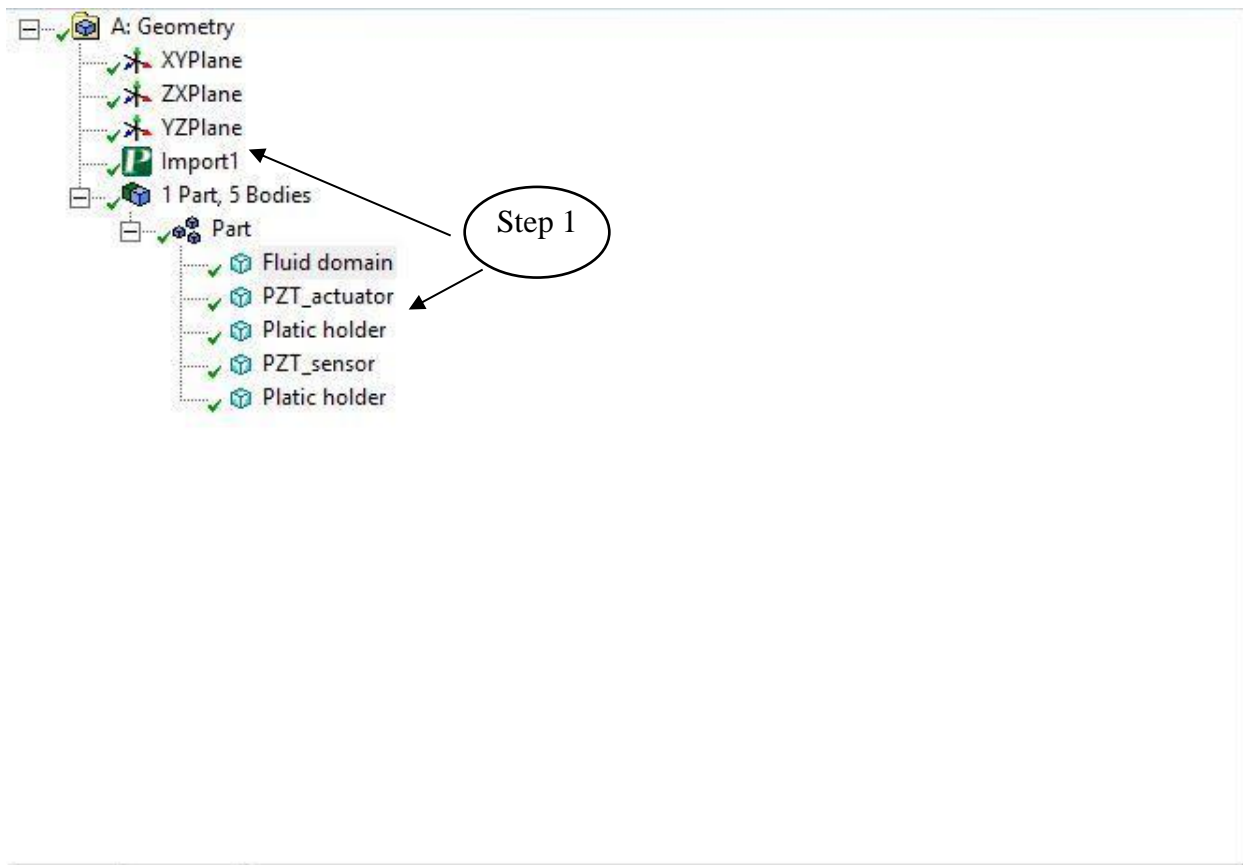 A: Geometry
XYPlane
ZXPlane
YZPlane
Import1
1 Part, 5 Bodies
Step 1
Part
Fluid domain
PZT_actuator
Platic holder
PZT_sensor
Platic holder